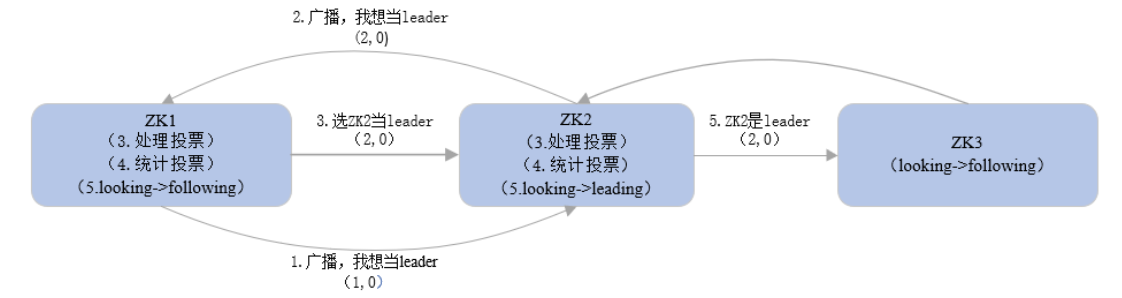 2.广播，我想当leader
(2,0)
ZK1
（3.处理投票）
（4.统计投票）
（5.looking->following）
3.选ZK2当leader
（2,0）
ZK2
（3.处理投票）
（4.统计投票）
（5.looking->leading）
5.ZK2是leader
（2,0）
ZK3
（looking->following）
1.广播，我想当leader
（1,0）